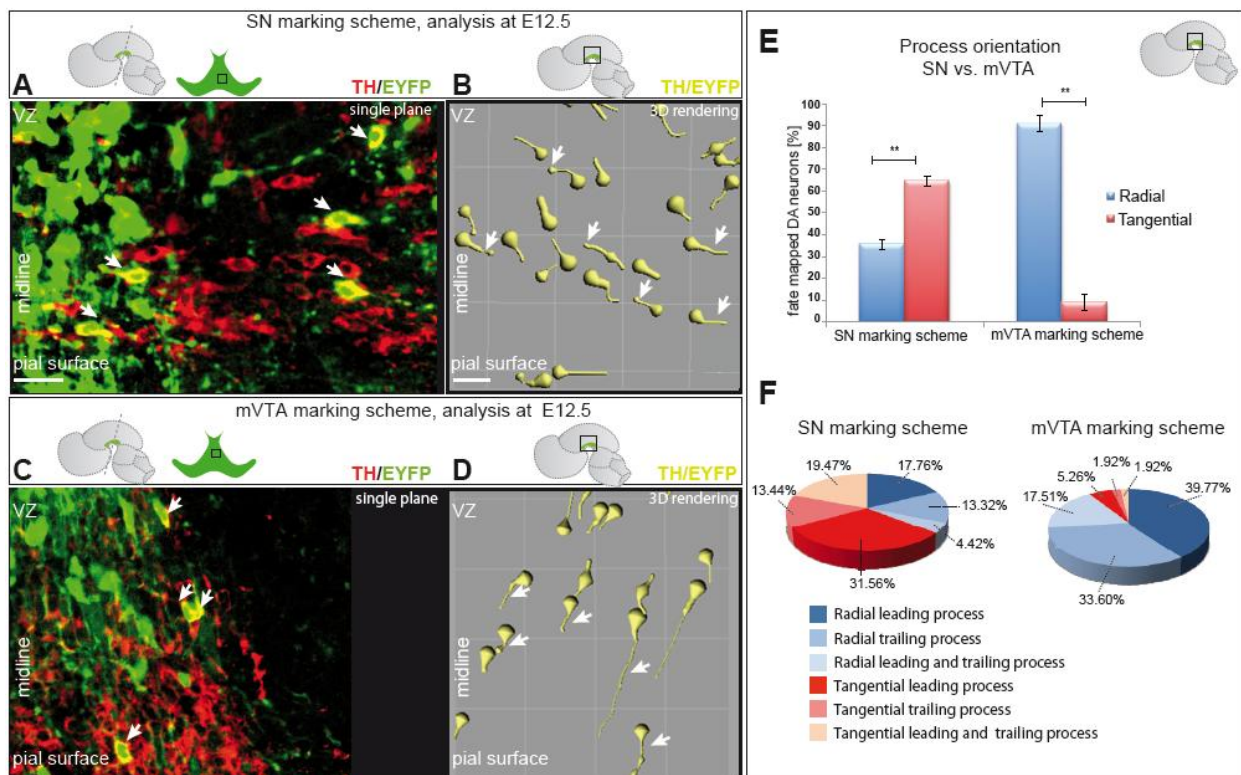 SN marking scheme, analysis at E12.5
A
TH/EYFP
single plane
VZ
midline
pial surface
B
TH/EYFP
3D rendering
VZ
midline
pial surface
mVTA marking scheme, analysis at E12.5
C
TH/EYFP
single plane
VZ
midline
pial surface
D
TH/EYFP
3D rendering
VZ
midline
pial surface
E
Process orientation
SN vs. mVTA
fate mapped DA neurons [%]
100
90
80
70
60
50
40
30
20
10
0
**
**
Radial
Tangential
SN marking scheme
mVTA marking scheme
F
SN marking scheme
19.47%
17.76%
13.44%
13.32%
4.42%
31.56%
mVTA marking scheme
1.92%
1.92%
5.26%
39.77%
17.51%
33.60%
Radial leading process
Radial trailing process
Radial leading and trailing process
Tangential leading process
Tangential trailing process
Tangential leading and trailing process